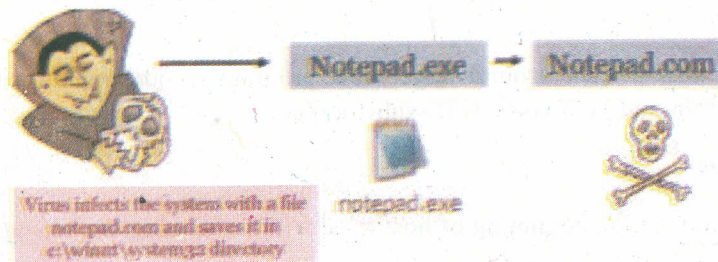 Notepad.exe
Notepad.com
notepad.exe
Virus infects the system with a file
notepad.com and saves it in
c:\winnt\system32 directory